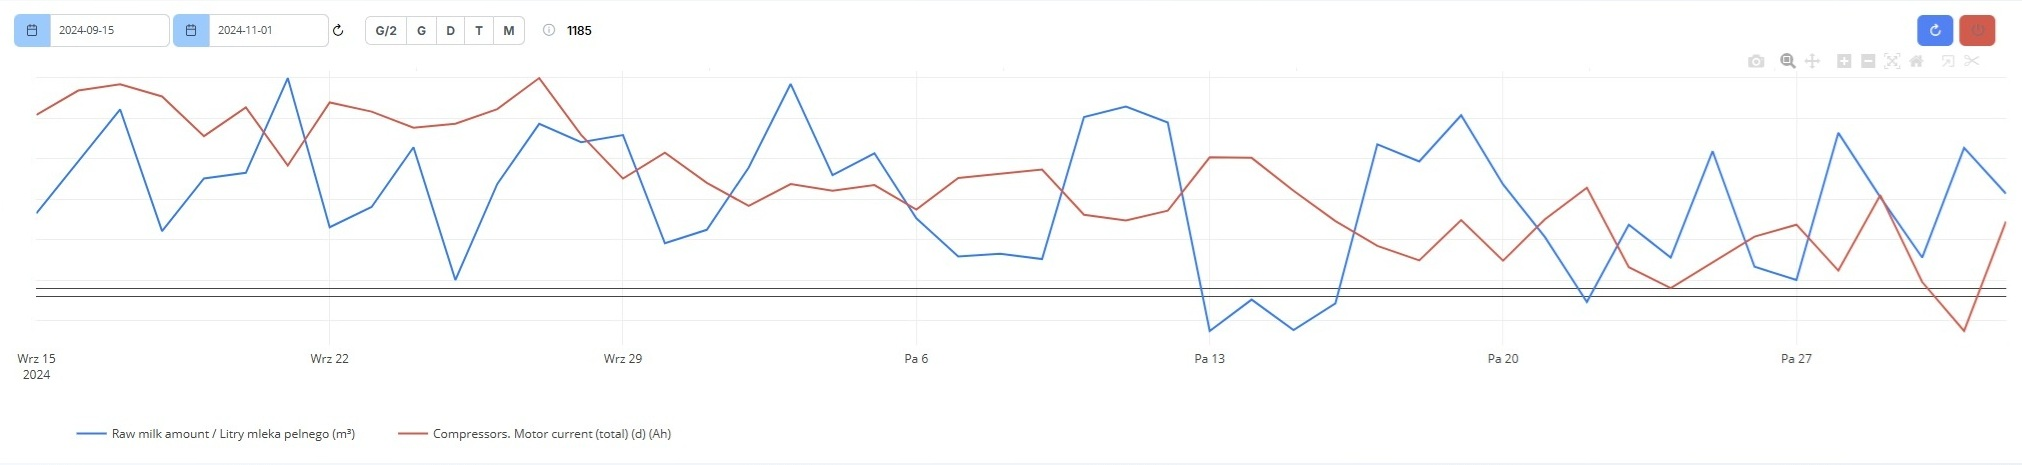 2024-09-15 2024-11-01 G/2 G D T M 1185
Wrz 15 Wrz 22 Wrz 29 Pa 6 Pa 13 Pa 20 Pa 27
2024
Raw milk amount / Litry mleka pelnego (m³) Compressors. Motor current (total) (d) (Ah)